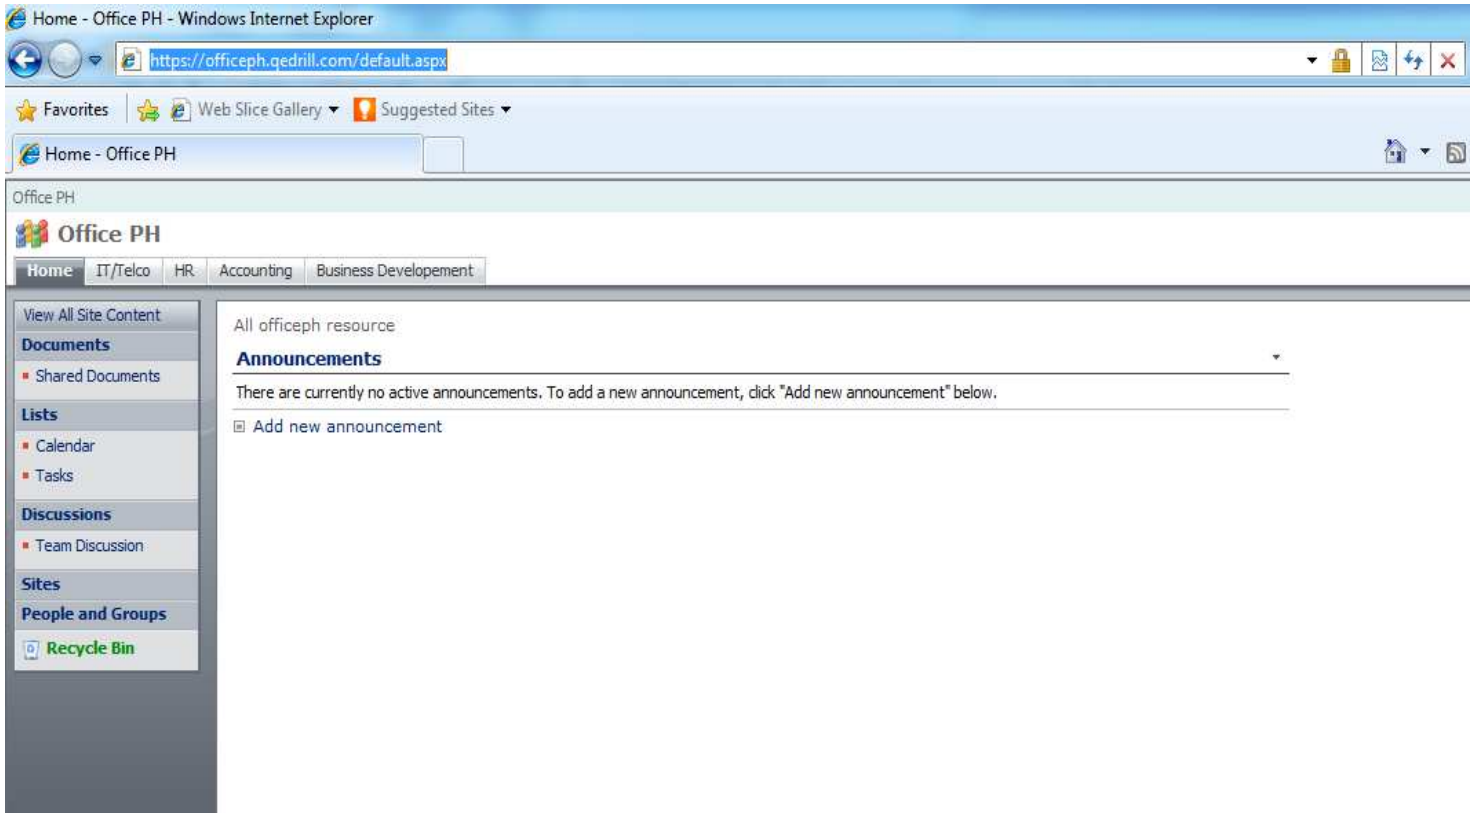 Home - Office PH - Windows Internet Explorer
https://officeph.qedrill.com/default.aspx
Favorites Web Slice Gallery Suggested Sites
Home - Office PH
Office PH
Office PH
Home IT/Telco HR Accounting Business Developement
View All Site Content
Documents
Shared Documents
Lists
Calendar
Tasks
Discussions
Team Discussion
Sites
People and Groups
Recycle Bin
All officeph resource
Announcements
There are currently no active announcements. To add a new announcement, click "Add new announcement" below.
Add new announcement